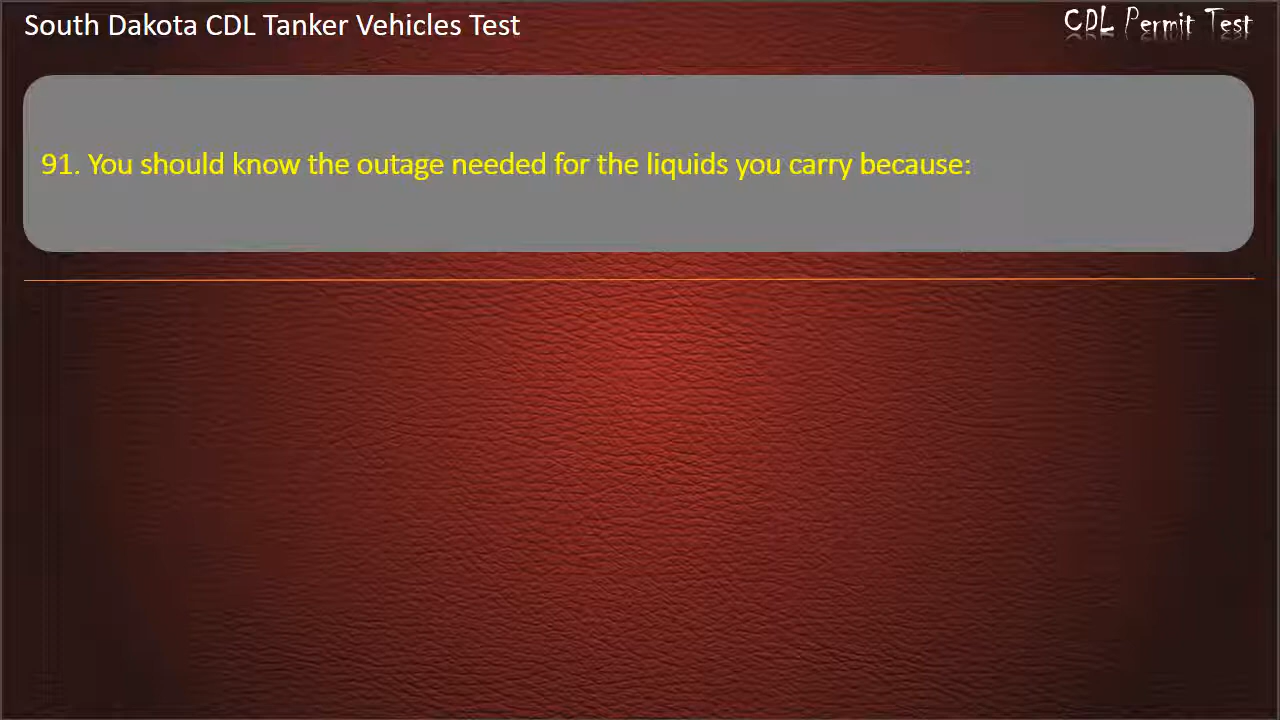 South Dakota CDL Tanker Vehicles Test
CDL Permit Test
91. You should know the outage needed for the liquids you carry because: